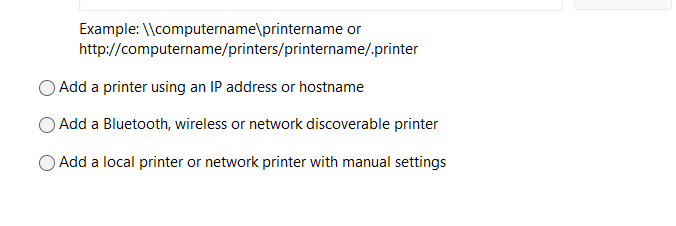 Example: \\computername\printername or
http://computername/printers/printername/.printer
Add a printer using an IP address or hostname
Add a Bluetooth, wireless or network discoverable printer
Add a local printer or network printer with manual settings